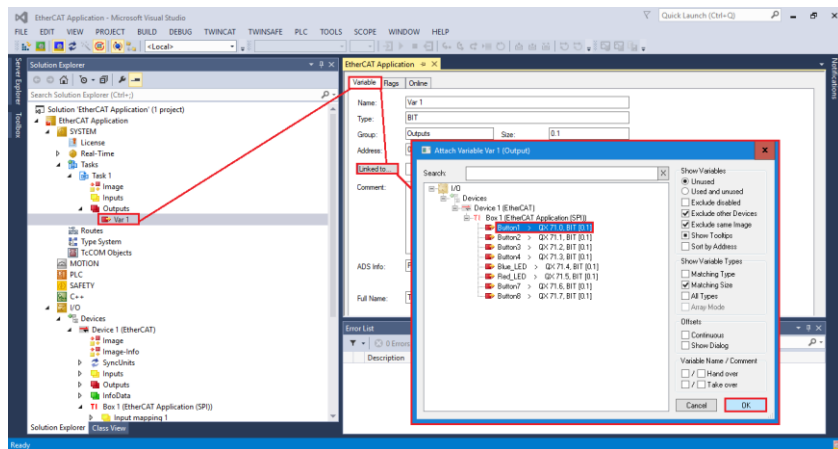 EtherCAT Application - Microsoft Visual Studio
Quick Launch (Ctrl+Q)
FILE EDIT VIEW PROJECT BUILD DEBUG TWINCAT TWINSAFE PLC TOOLS SCOPE WINDOW HELP
<Local>
Server Explorer
Toolbox
Solution Explorer
Search Solution Explorer (Ctrl+;)
Solution 'EtherCAT Application' (1 project)
EtherCAT Application
SYSTEM
License
Real-Time
Tasks
Task 1
Image
Inputs
Outputs
Var 1
Routes
Type System
TcCOM Objects
MOTION
PLC
SAFETY
C++
I/O
Devices
Device 1 (EtherCAT)
Image
Image-Info
SyncUnits
Inputs
Outputs
InfoData
Box 1 (EtherCAT Application (SPI))
Input mapping 1
Solution Explorer Class View
Ready
EtherCAT Application
Variable Flags Online
Name: Var 1
Type: BIT
Group: Outputs Size: 0.1
Address:
Linked to...
Comment:
ADS Info:
Full Name:
Error List
0 Errors
Description
Notifications
Attach Variable Var 1 (Output)
Search:
I/O
Devices
Device 1 (EtherCAT)
Box 1 (EtherCAT Application (SPI))
Button1 > QX 71.0, BIT [0.1]
Button2 > QX 71.1, BIT [0.1]
Button3 > QX 71.2, BIT [0.1]
Button4 > QX 71.3, BIT [0.1]
Blue_LED > QX 71.4, BIT [0.1]
Red_LED > QX 71.5, BIT [0.1]
Button7 > QX 71.6, BIT [0.1]
Button8 > QX 71.7, BIT [0.1]
Show Variables
Unused
Used and unused
Exclude disabled
Exclude other Devices
Exclude same Image
Show Tooltips
Sort by Address
Show Variable Types
Matching Type
Matching Size
All Types
Array Mode
Offsets
Continuous
Show Dialog
Variable Name / Comment
/ Hand over
/ Take over
Cancel OK